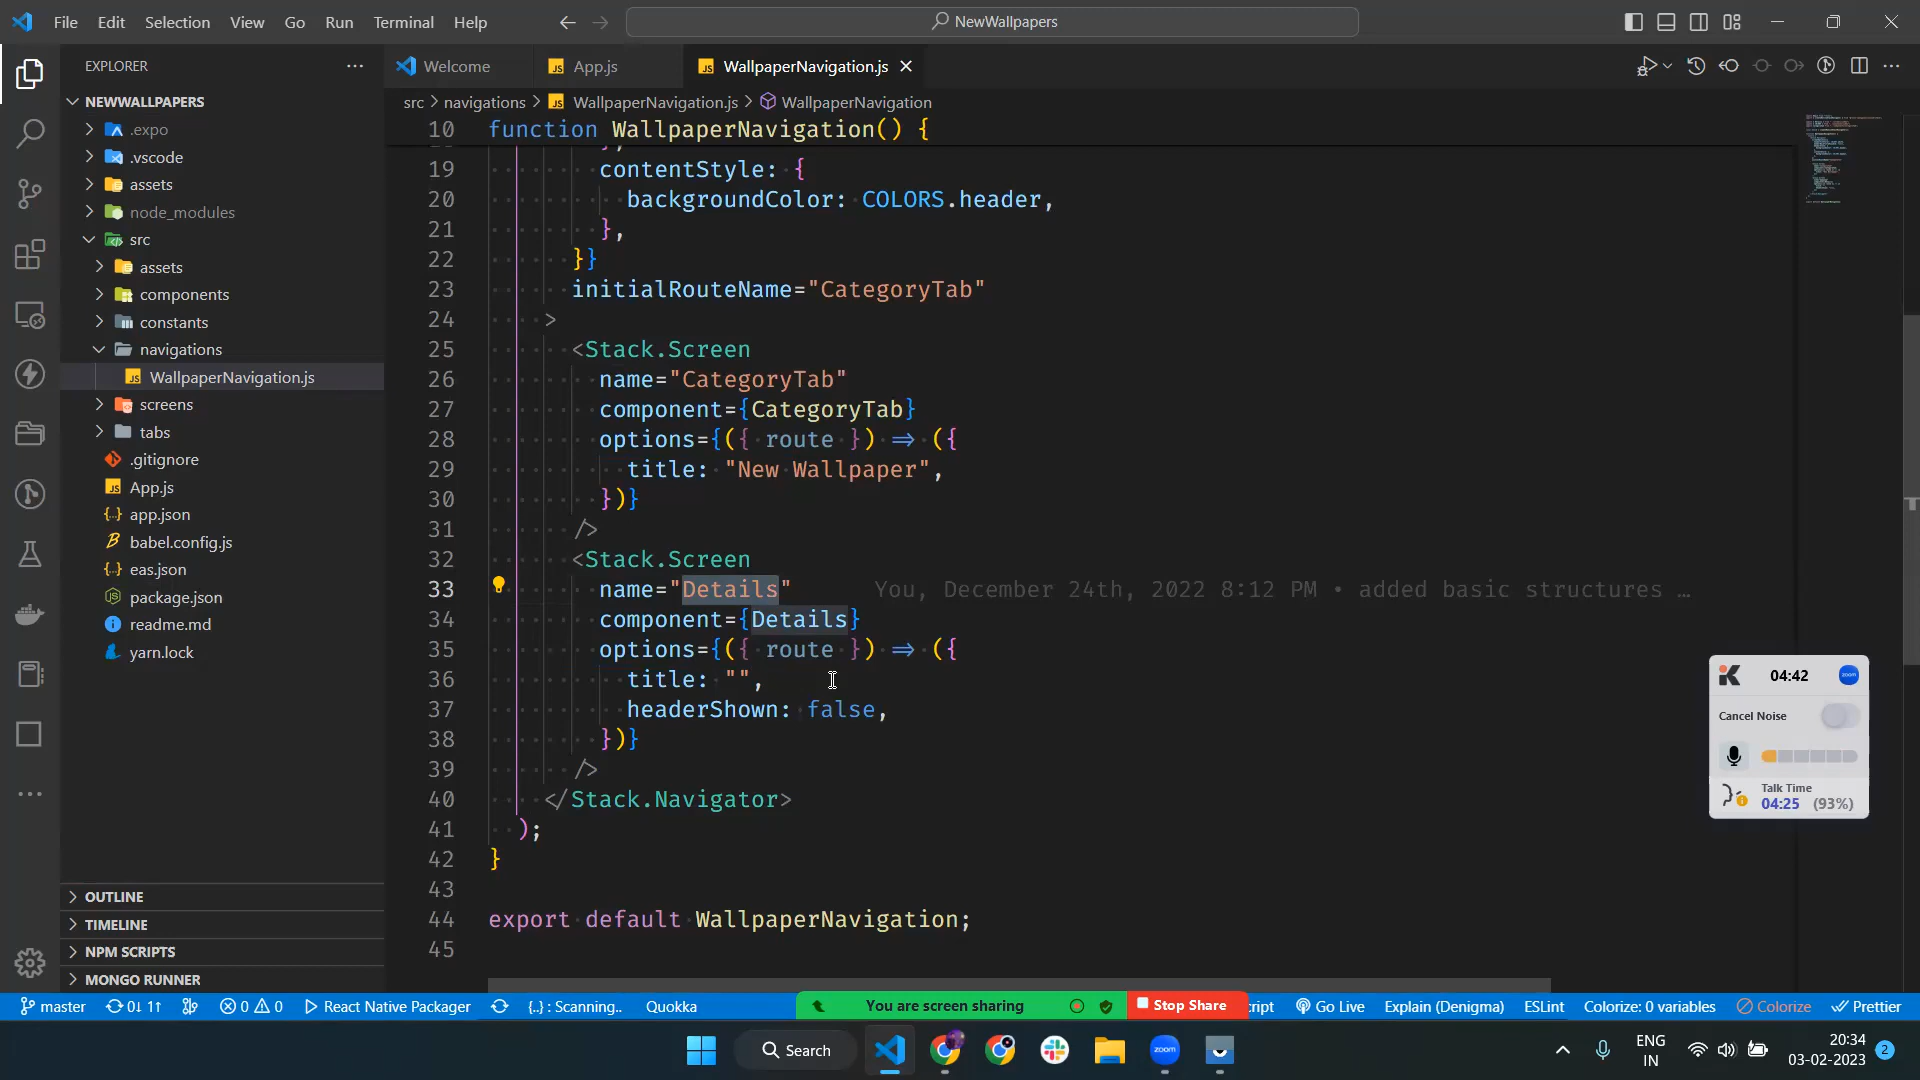 File Edit Selection View Go Run Terminal Help
NewWallpapers
EXPLORER
Welcome
App.js
WallpaperNavigation.js
NEWWALLPAPERS
src > navigations > WallpaperNavigation.js > WallpaperNavigation
.expo
.vscode
assets
node_modules
src
assets
components
constants
navigations
WallpaperNavigation.js
screens
tabs
.gitignore
App.js
app.json
babel.config.js
eas.json
package.json
readme.md
yarn.lock
OUTLINE
TIMELINE
NPM SCRIPTS
MONGO RUNNER
10 function WallpaperNavigation() {
19 contentStyle: {
20 backgroundColor: COLORS.header,
21 },
22 }}
23 initialRouteName="CategoryTab"
24 >
25 <Stack.Screen
26 name="CategoryTab"
27 component={CategoryTab}
28 options={({ route }) => ({
29 title: "New Wallpaper",
30 })}
31 />
32 <Stack.Screen
33 name="Details" You, December 24th, 2022 8:12 PM • added basic structures …
34 component={Details}
35 options={({ route }) => ({
36 title: "",
37 headerShown: false,
38 })}
39 />
40 </Stack.Navigator>
41 );
42 }
43
44 export default WallpaperNavigation;
45
04:42
zoom
Cancel Noise
Talk Time
04:25 (93%)
master 0↓ 1↑ 0 0 React Native Packager {..} : Scanning.. Quokka You are screen sharing Stop Share cript Go Live Explain (Denigma) ESLint Colorize: 0 variables Colorize Prettier
Search
zoom
ENG
IN
20:34
03-02-2023
2